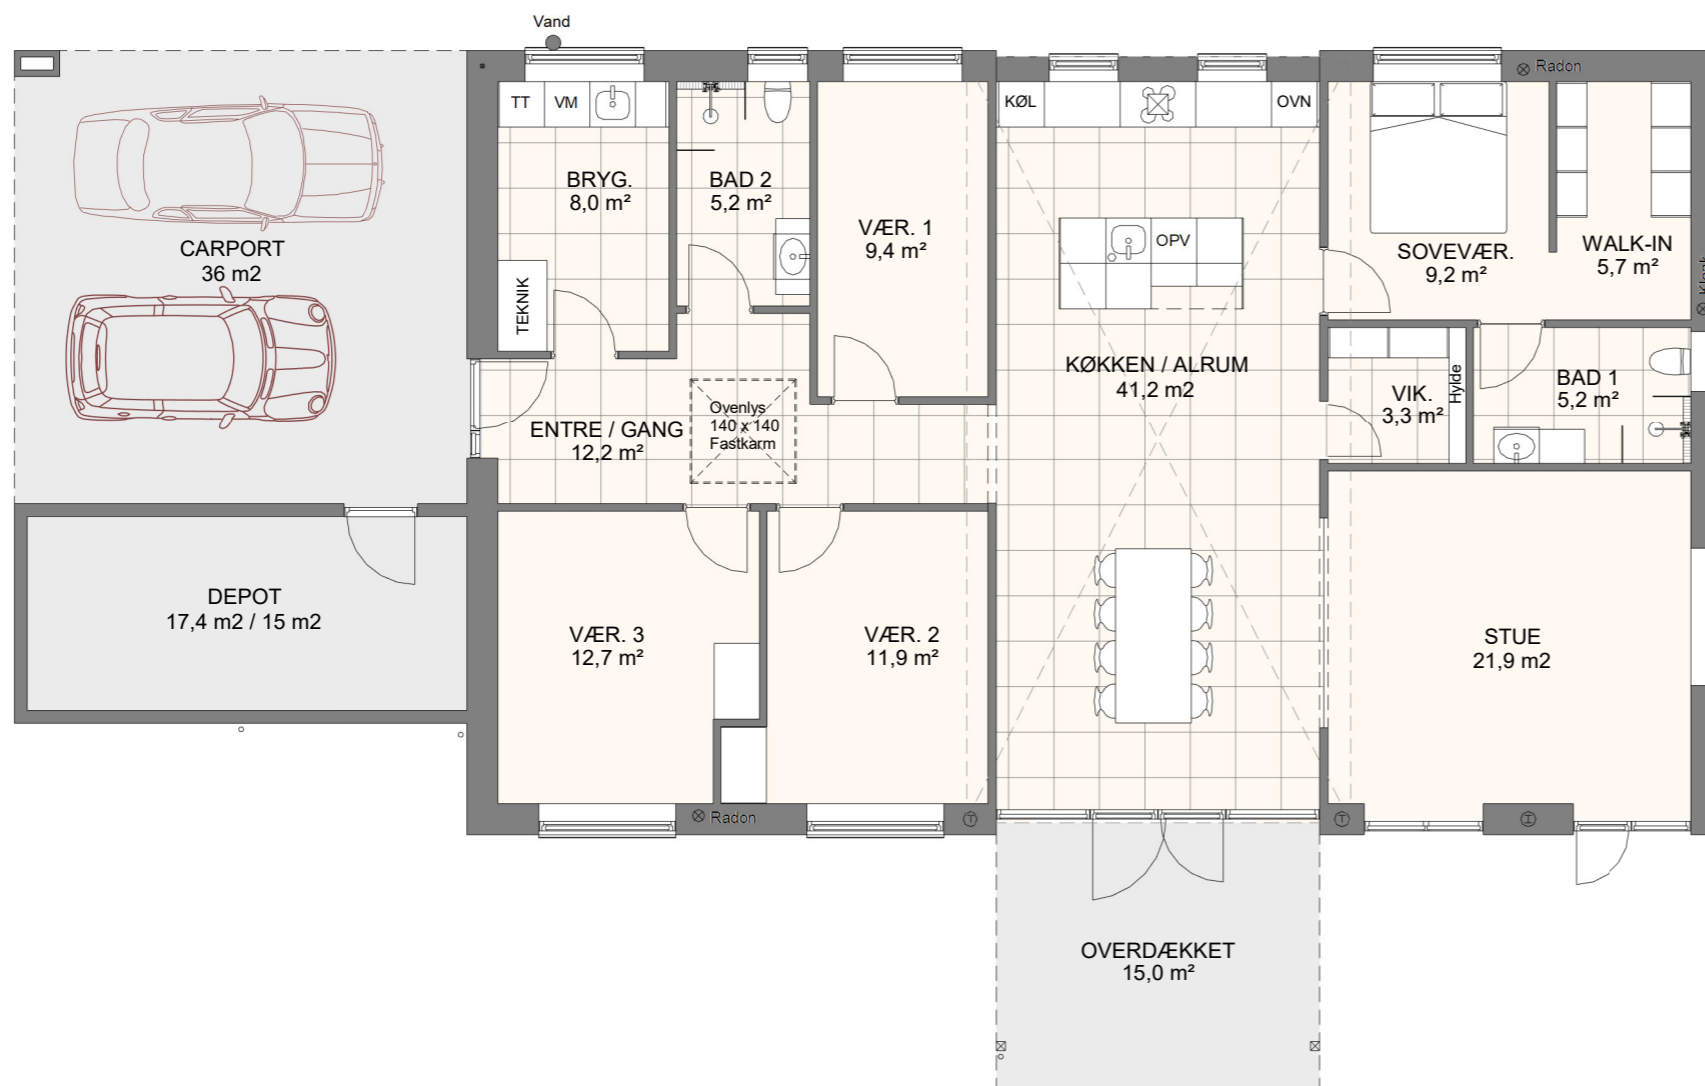 Vand
Radon
TT
VM
KØL
OVN
BRYG.
8,0 m²
BAD 2
5,2 m²
VÆR. 1
9,4 m²
OPV
CARPORT
36 m2
SOVEVÆR.
9,2 m²
WALK-IN
5,7 m²
TEKNIK
KØKKEN / ALRUM
41,2 m2
VIK.
3,3 m²
Hylde
BAD 1
5,2 m²
Ovenlys
140 x 140
Fastkarm
ENTRE / GANG
12,2 m²
DEPOT
17,4 m2 / 15 m2
VÆR. 3
12,7 m²
VÆR. 2
11,9 m²
STUE
21,9 m2
Radon
T
T
I
OVERDÆKKET
15,0 m²